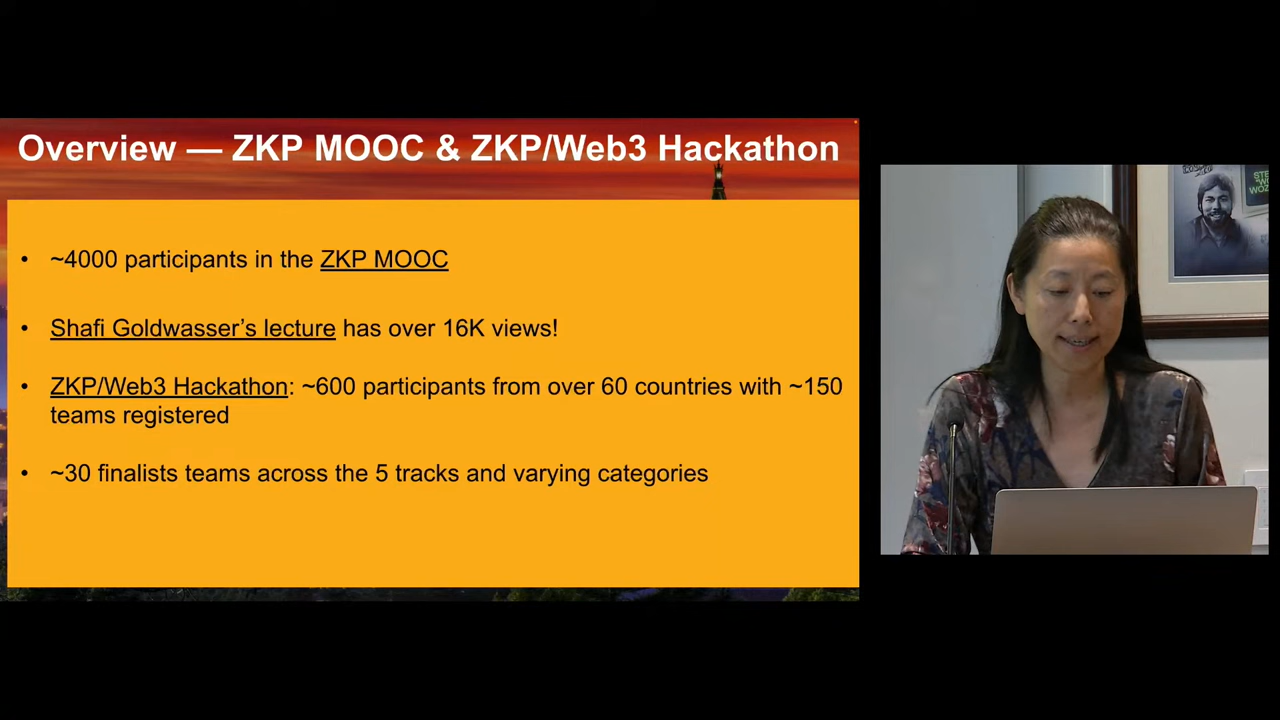 Overview — ZKP MOOC & ZKP/Web3 Hackathon
• ~4000 participants in the ZKP MOOC
• Shafi Goldwasser’s lecture has over 16K views!
• ZKP/Web3 Hackathon: ~600 participants from over 60 countries with ~150
teams registered
• ~30 finalists teams across the 5 tracks and varying categories